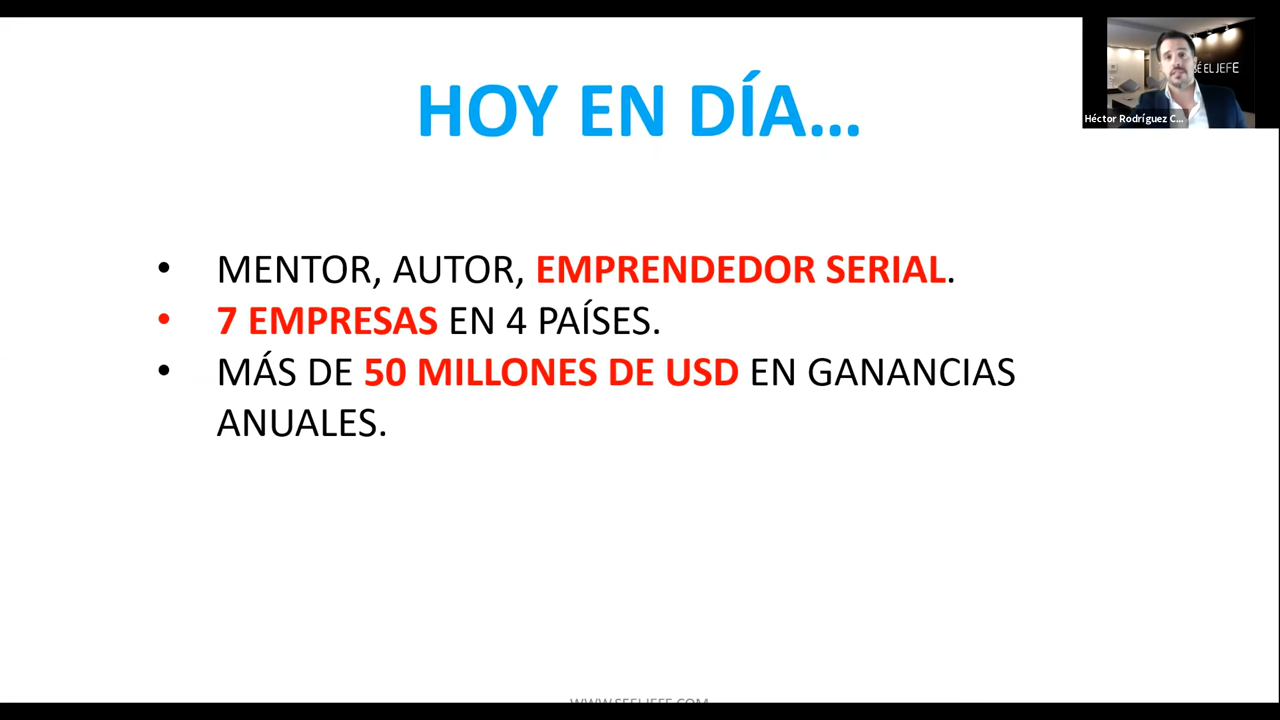 HOY EN DÍA...
SÉ EL JEFE
Héctor Rodríguez C...
• MENTOR, AUTOR, EMPRENDEDOR SERIAL.
• 7 EMPRESAS EN 4 PAÍSES.
• MÁS DE 50 MILLONES DE USD EN GANANCIAS
ANUALES.
WWW.SEELJEFE.COM